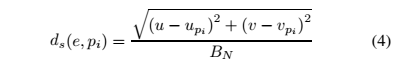 d_s(e, p_i) = \frac{\sqrt{(u - u_{p_i})^2 + (v - v_{p_i})^2}}{B_N} (4)